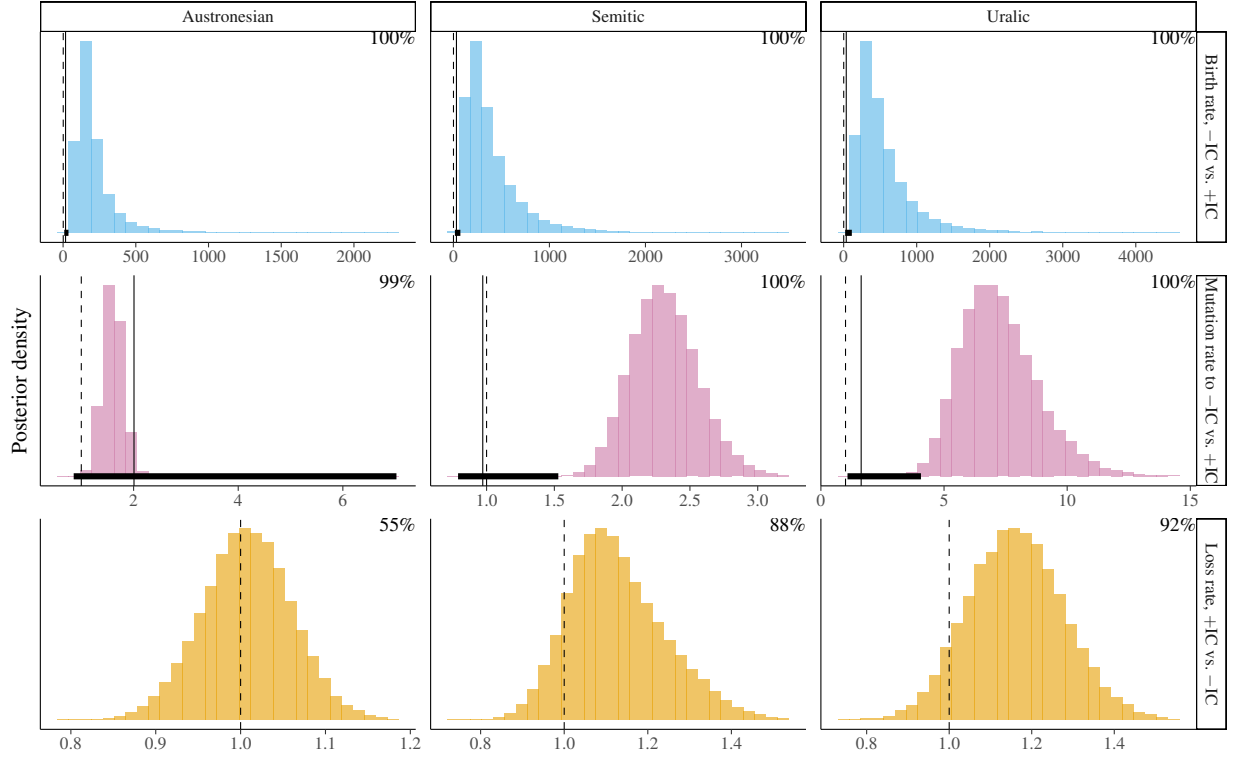 Austronesian Semitic Uralic
100% 100% 100%
Birth rate, −IC vs. +IC
0 500 1000 1500 2000 0 1000 2000 3000 0 1000 2000 3000 4000
99% 100% 100%
Mutation rate to −IC vs. +IC
Posterior density
2 4 6 1.0 1.5 2.0 2.5 3.0 0 5 10 15
55% 88% 92%
Loss rate, +IC vs. −IC
0.8 0.9 1.0 1.1 1.2 0.8 1.0 1.2 1.4 0.8 1.0 1.2 1.4